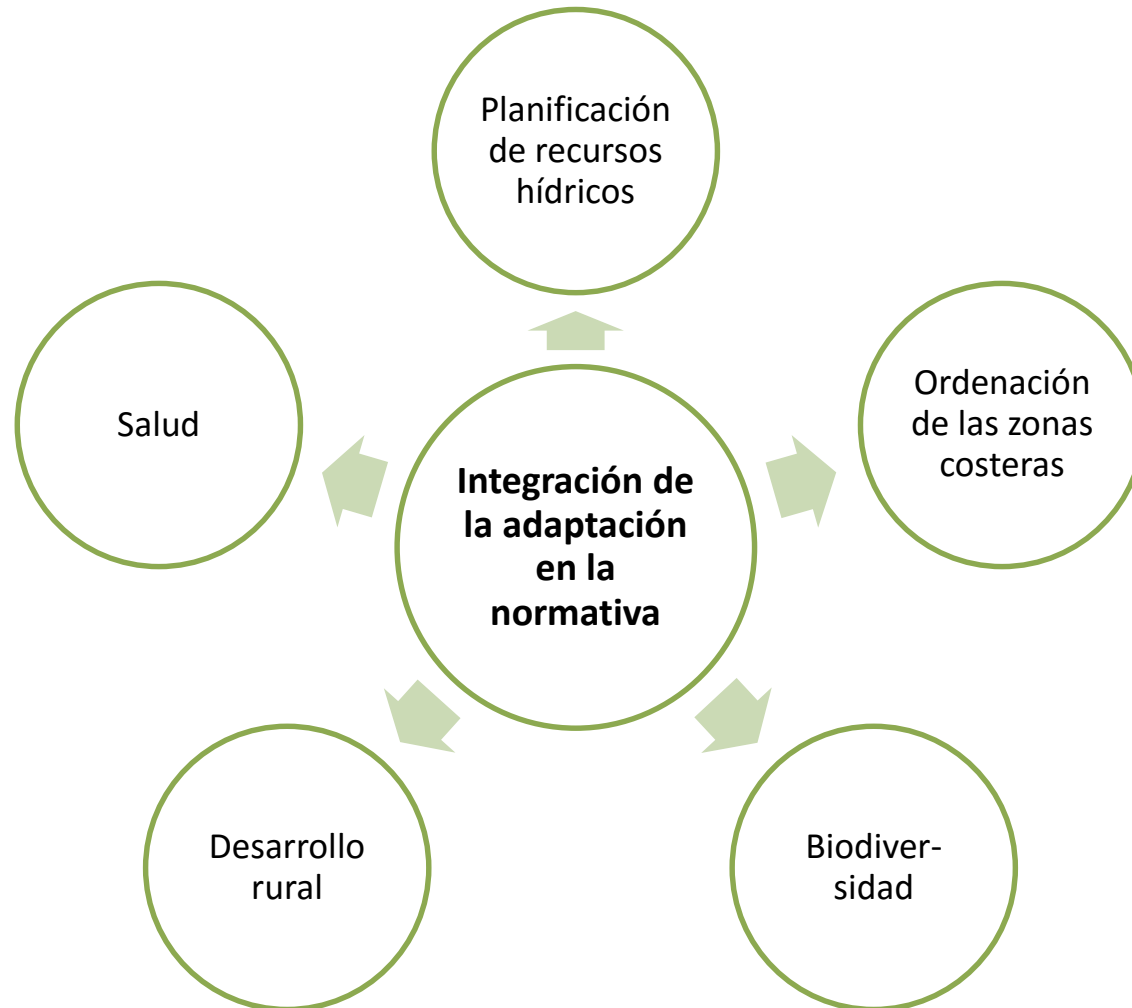 Planificación
de recursos
hídricos
Ordenación
de las zonas
costeras
Salud
Integración de
la adaptación
en la
normativa
Desarrollo
rural
Biodiver-
sidad